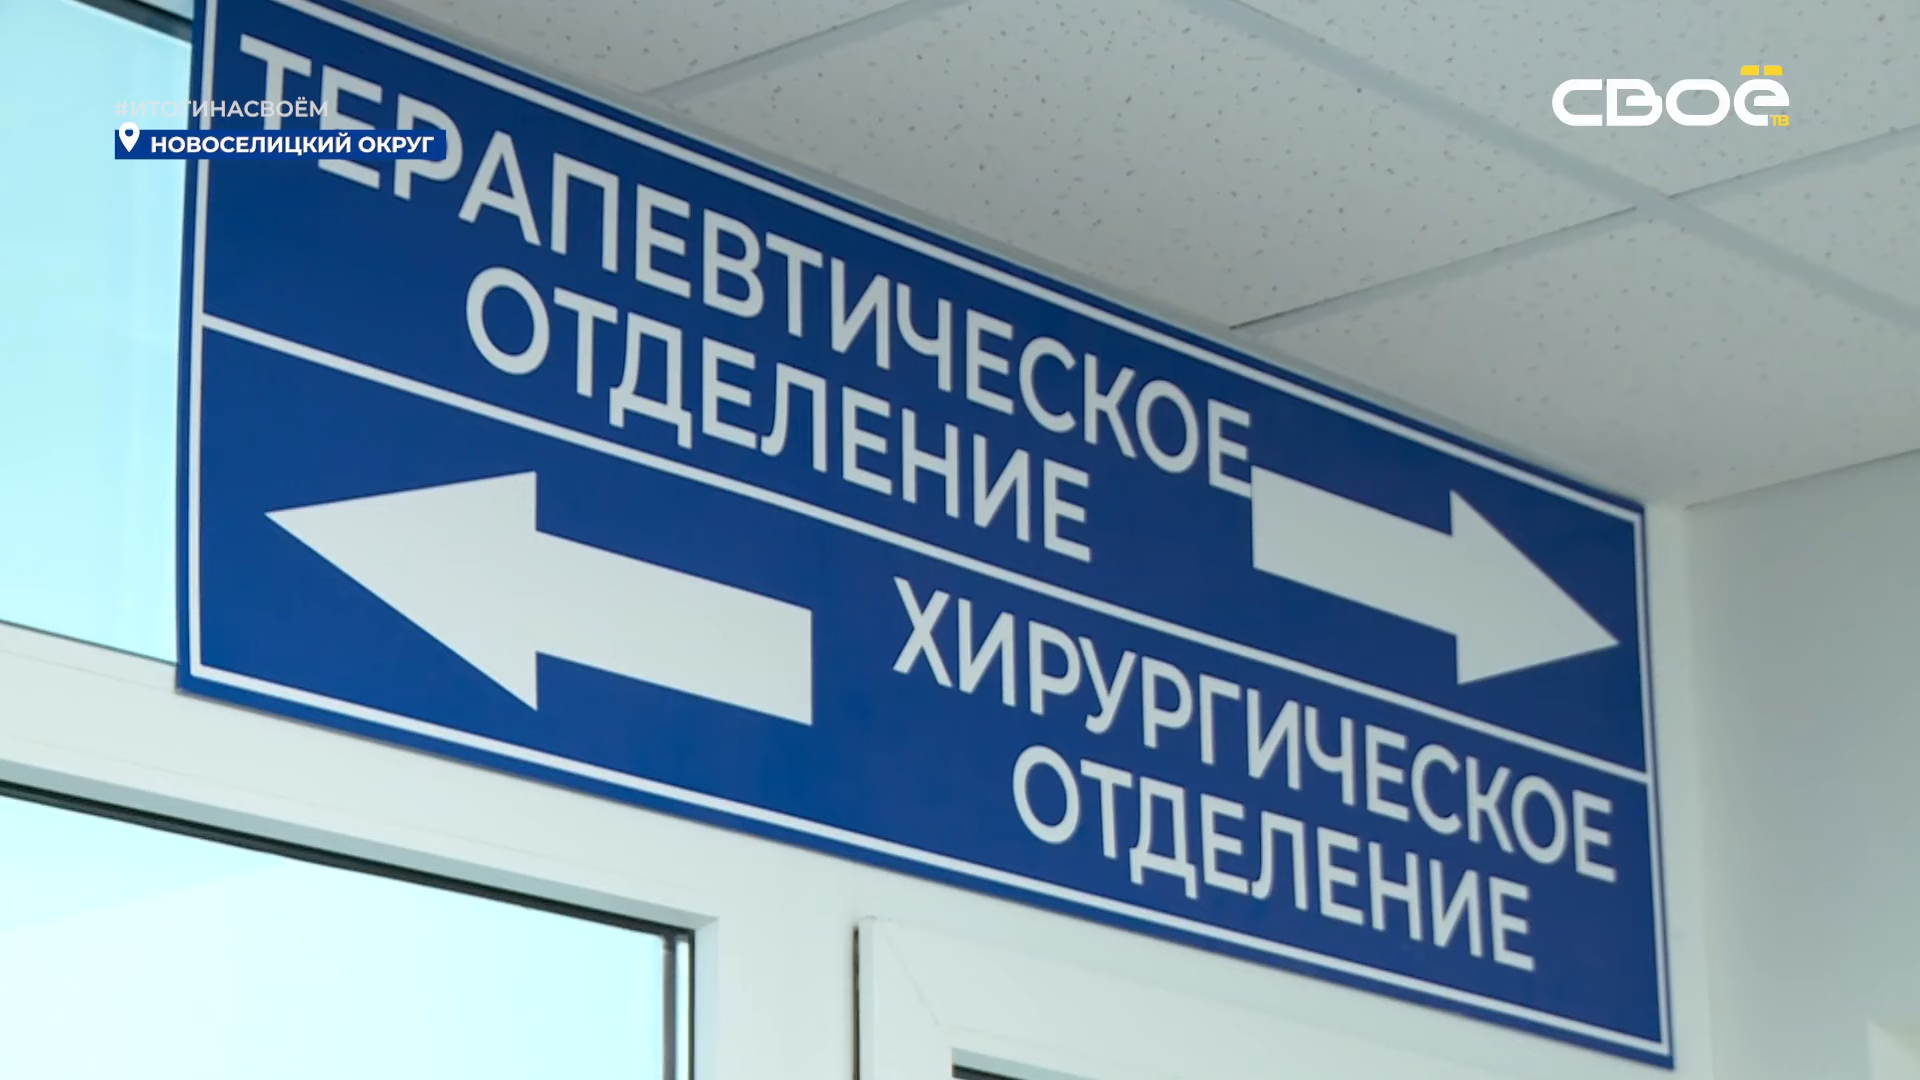 #ИТОГИНАСВОЁМ
НОВОСЕЛИЦКИЙ ОКРУГ
СВОЁ
ТВ
ТЕРАПЕВТИЧЕСКОЕ
ОТДЕЛЕНИЕ
ХИРУРГИЧЕСКОЕ
ОТДЕЛЕНИЕ